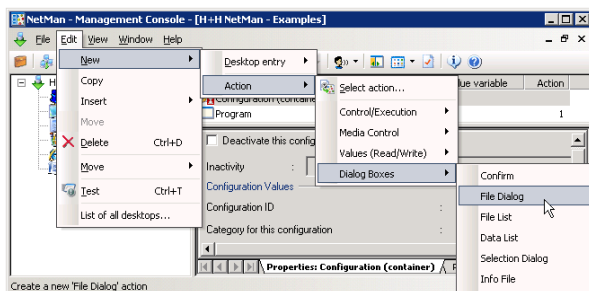 NetMan - Management Console - [H+H NetMan - Examples]
File Edit View Window Help
New
Copy
Insert
Move
Delete Ctrl+D
Move
Test Ctrl+T
List of all desktops...
Desktop entry
Action
Select action...
Control/Execution
Media Control
Values (Read/Write)
Dialog Boxes
Confirm
File Dialog
File List
Data List
Selection Dialog
Info File
H
variable Action
Configuration (containe
Program 1
Deactivate this config
Inactivity :
Configuration Values
Configuration ID :
Category for this configuration :
Properties: Configuration (container)
Create a new 'File Dialog' action